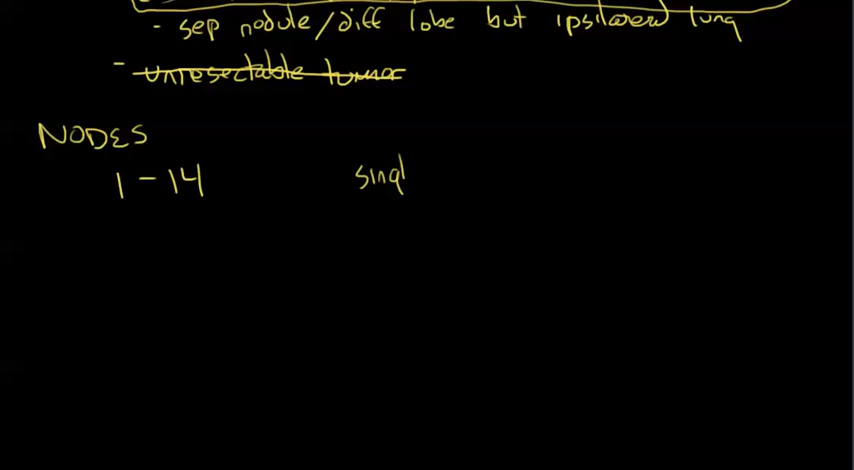 - sep nodule/diff lobe but ipsilateral lung
- unresectable tumor
NODES
1-14 singl